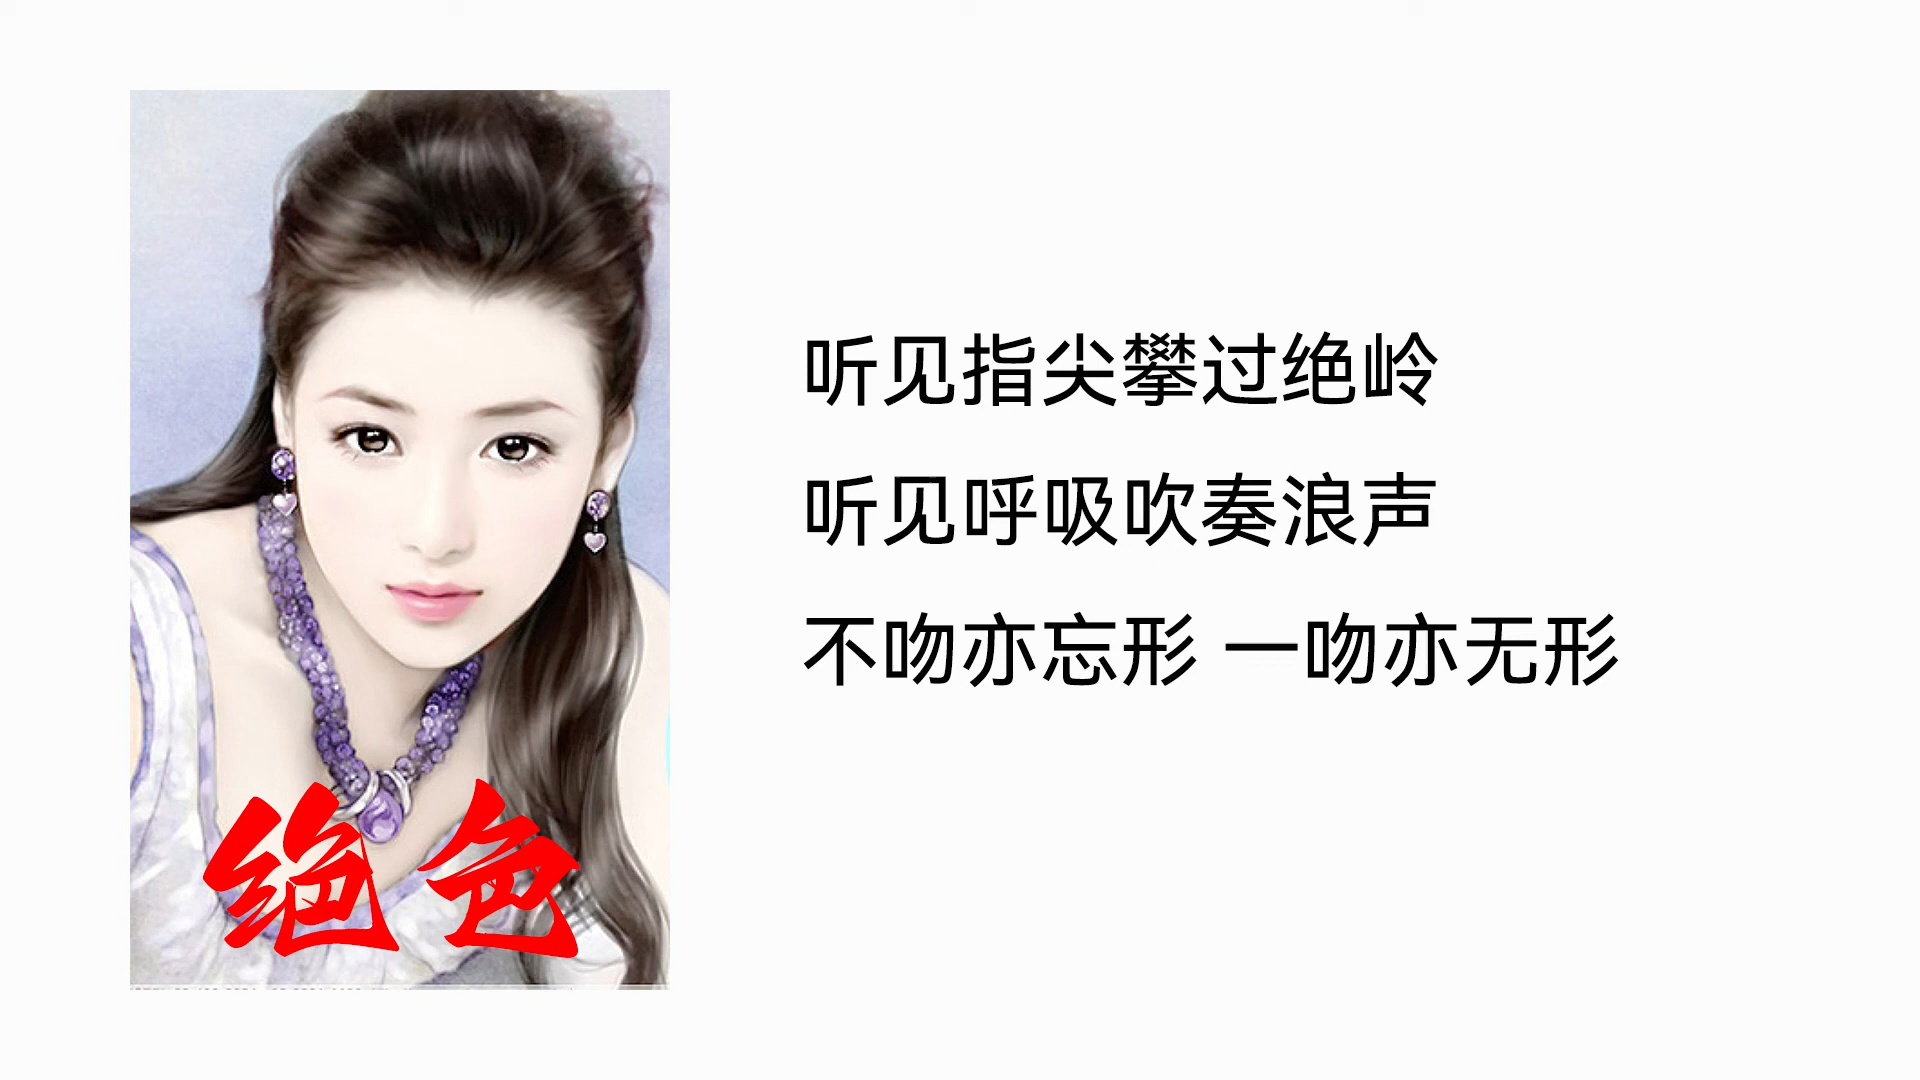 绝色
听见指尖攀过绝岭
听见呼吸吹奏浪声
不吻亦忘形 一吻亦无形